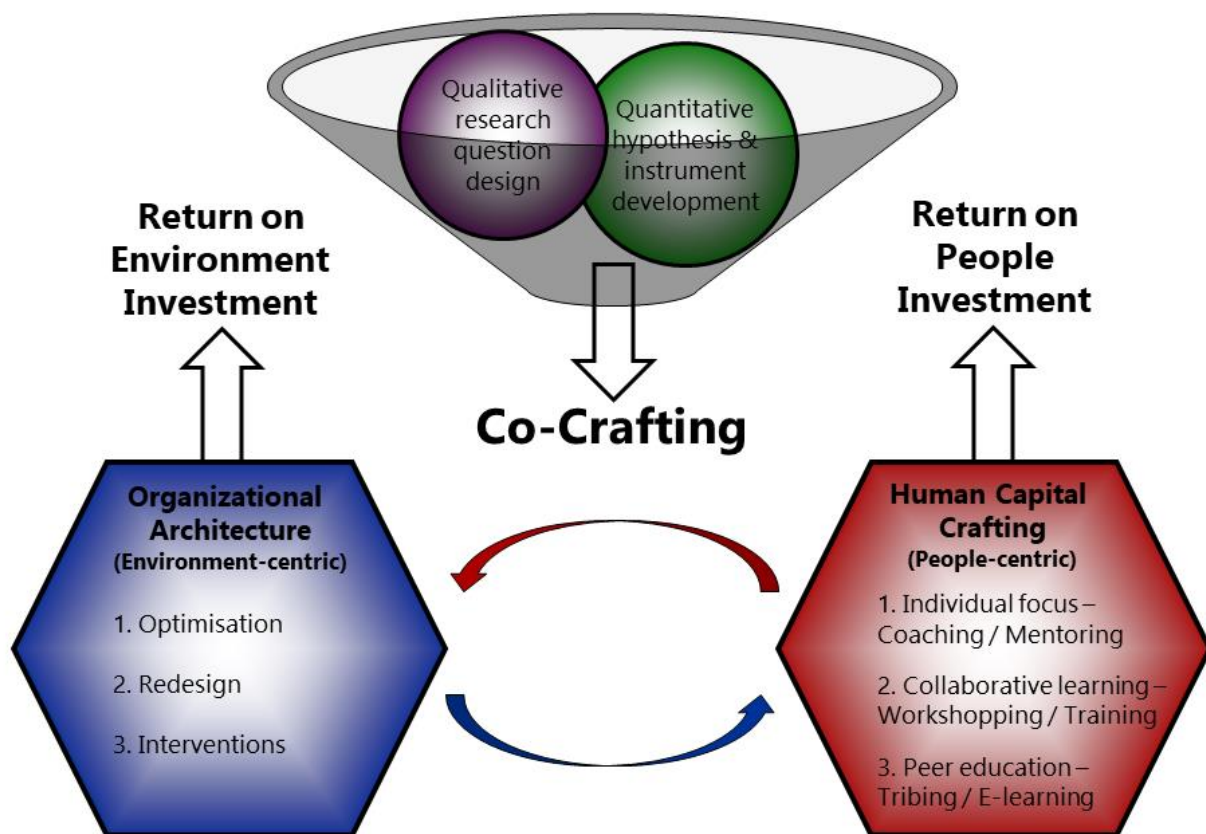 Qualitative
research
question
design
Quantitative
hypothesis &
instrument
development
Return on
Environment
Investment
Return on
People
Investment
Co-Crafting
Organizational
Architecture
(Environment-centric)
1. Optimisation
2. Redesign
3. Interventions
Human Capital
Crafting
(People-centric)
1. Individual focus –
Coaching / Mentoring
2. Collaborative learning –
Workshopping / Training
3. Peer education –
Tribing / E-learning